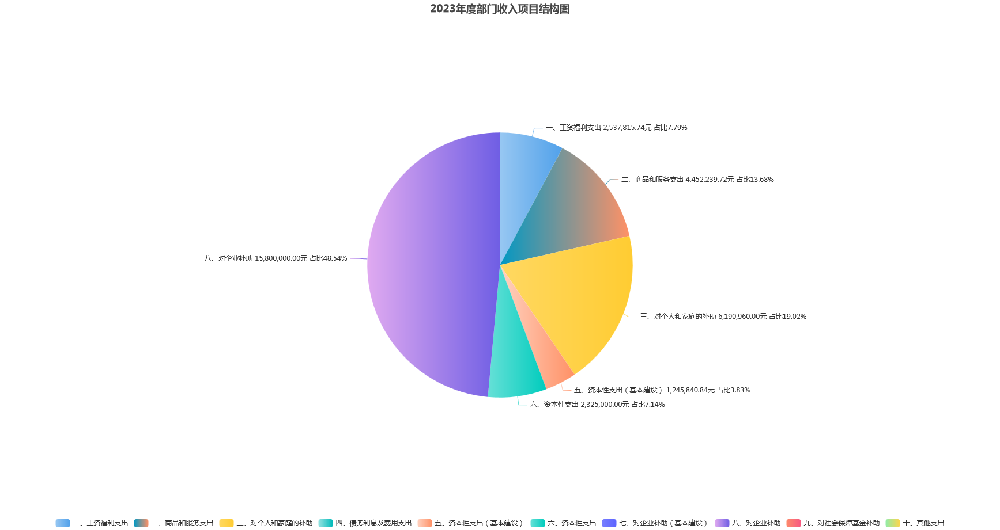 2023年度部门收入项目结构图
一、工资福利支出 2,537,815.74元 占比7.79%
二、商品和服务支出 4,452,239.72元 占比13.68%
八、对企业补助 15,800,000.00元 占比48.54%
三、对个人和家庭的补助 6,190,960.00元 占比19.02%
五、资本性支出（基本建设） 1,245,840.84元 占比3.83%
六、资本性支出 2,325,000.00元 占比7.14%
一、工资福利支出 二、商品和服务支出 三、对个人和家庭的补助 四、债务利息及费用支出 五、资本性支出（基本建设） 六、资本性支出 七、对企业补助（基本建设） 八、对企业补助 九、对社会保障基金补助 十、其他支出